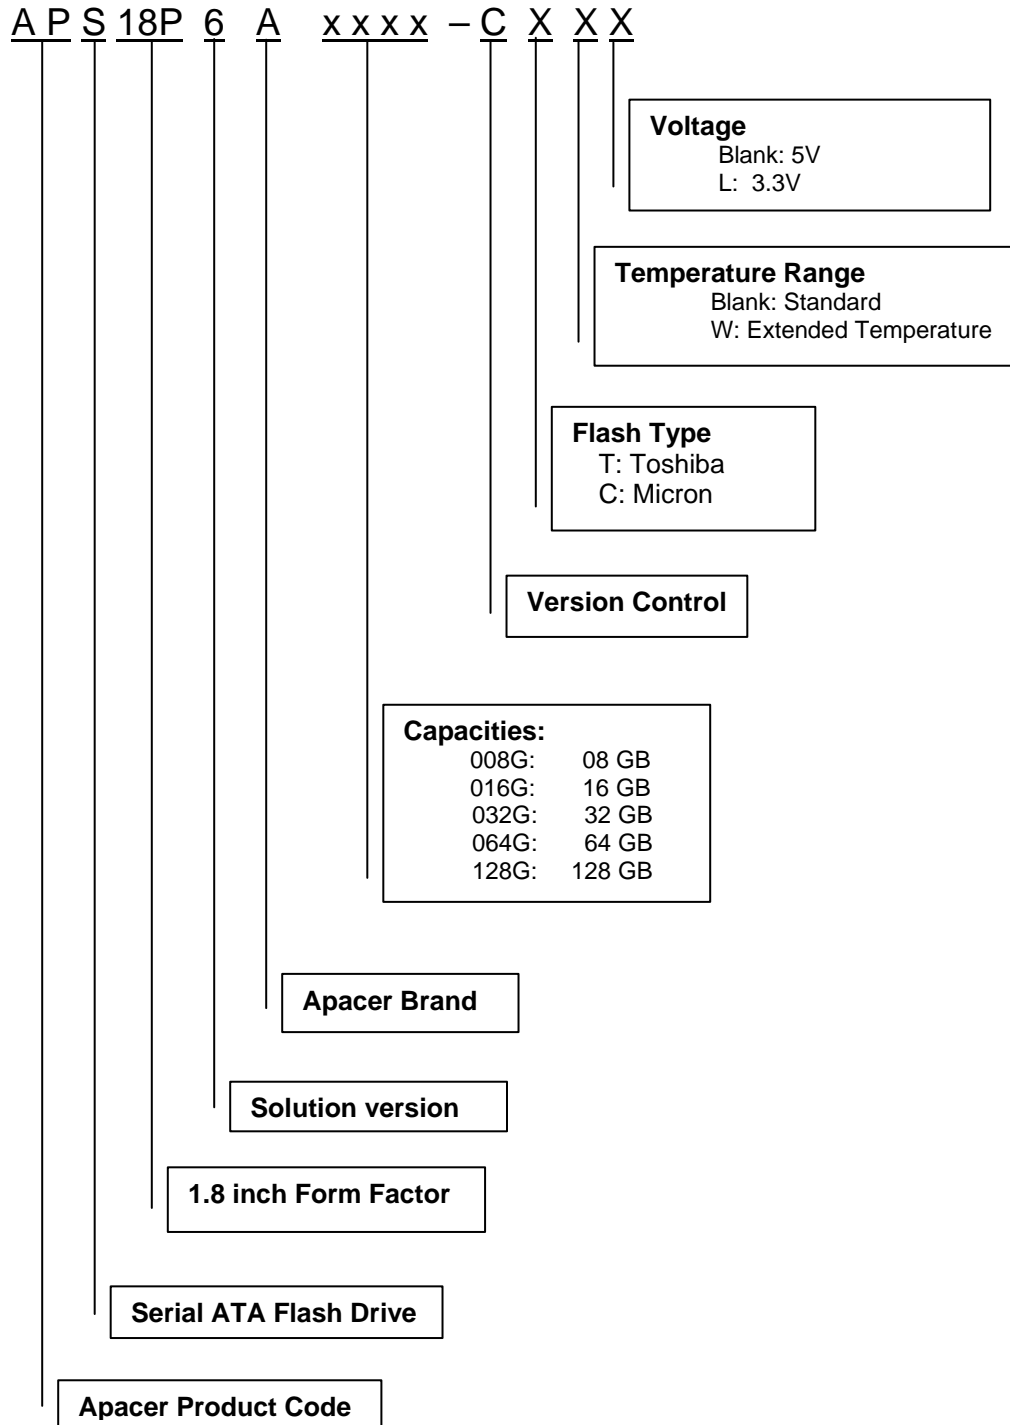 A P S 18P 6 A x x x x – C X X X
Voltage
Blank: 5V
L: 3.3V
Temperature Range
Blank: Standard
W: Extended Temperature
Flash Type
T: Toshiba
C: Micron
Version Control
Capacities:
008G: 08 GB
016G: 16 GB
032G: 32 GB
064G: 64 GB
128G: 128 GB
Apacer Brand
Solution version
1.8 inch Form Factor
Serial ATA Flash Drive
Apacer Product Code